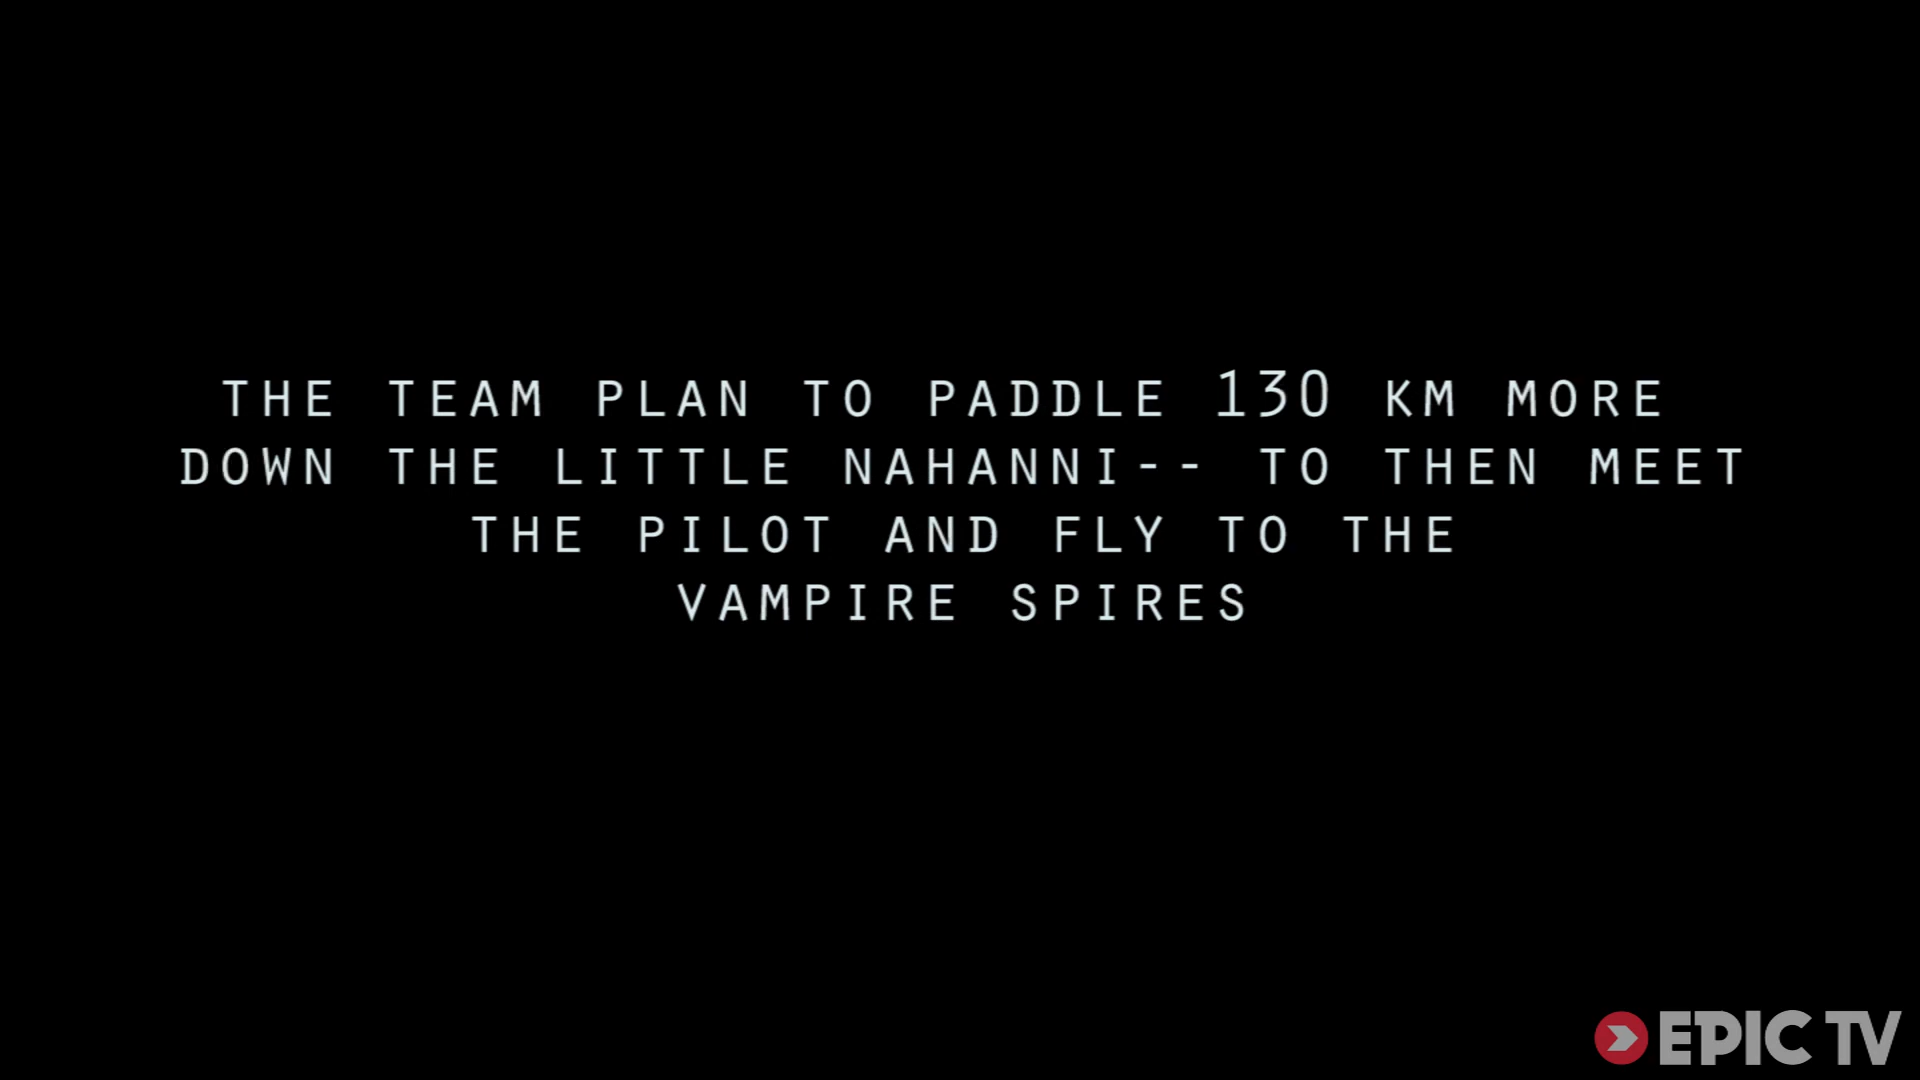 THE TEAM PLAN TO PADDLE 130 KM MORE
DOWN THE LITTLE NAHANNI-- TO THEN MEET
THE PILOT AND FLY TO THE
VAMPIRE SPIRES
EPIC TV